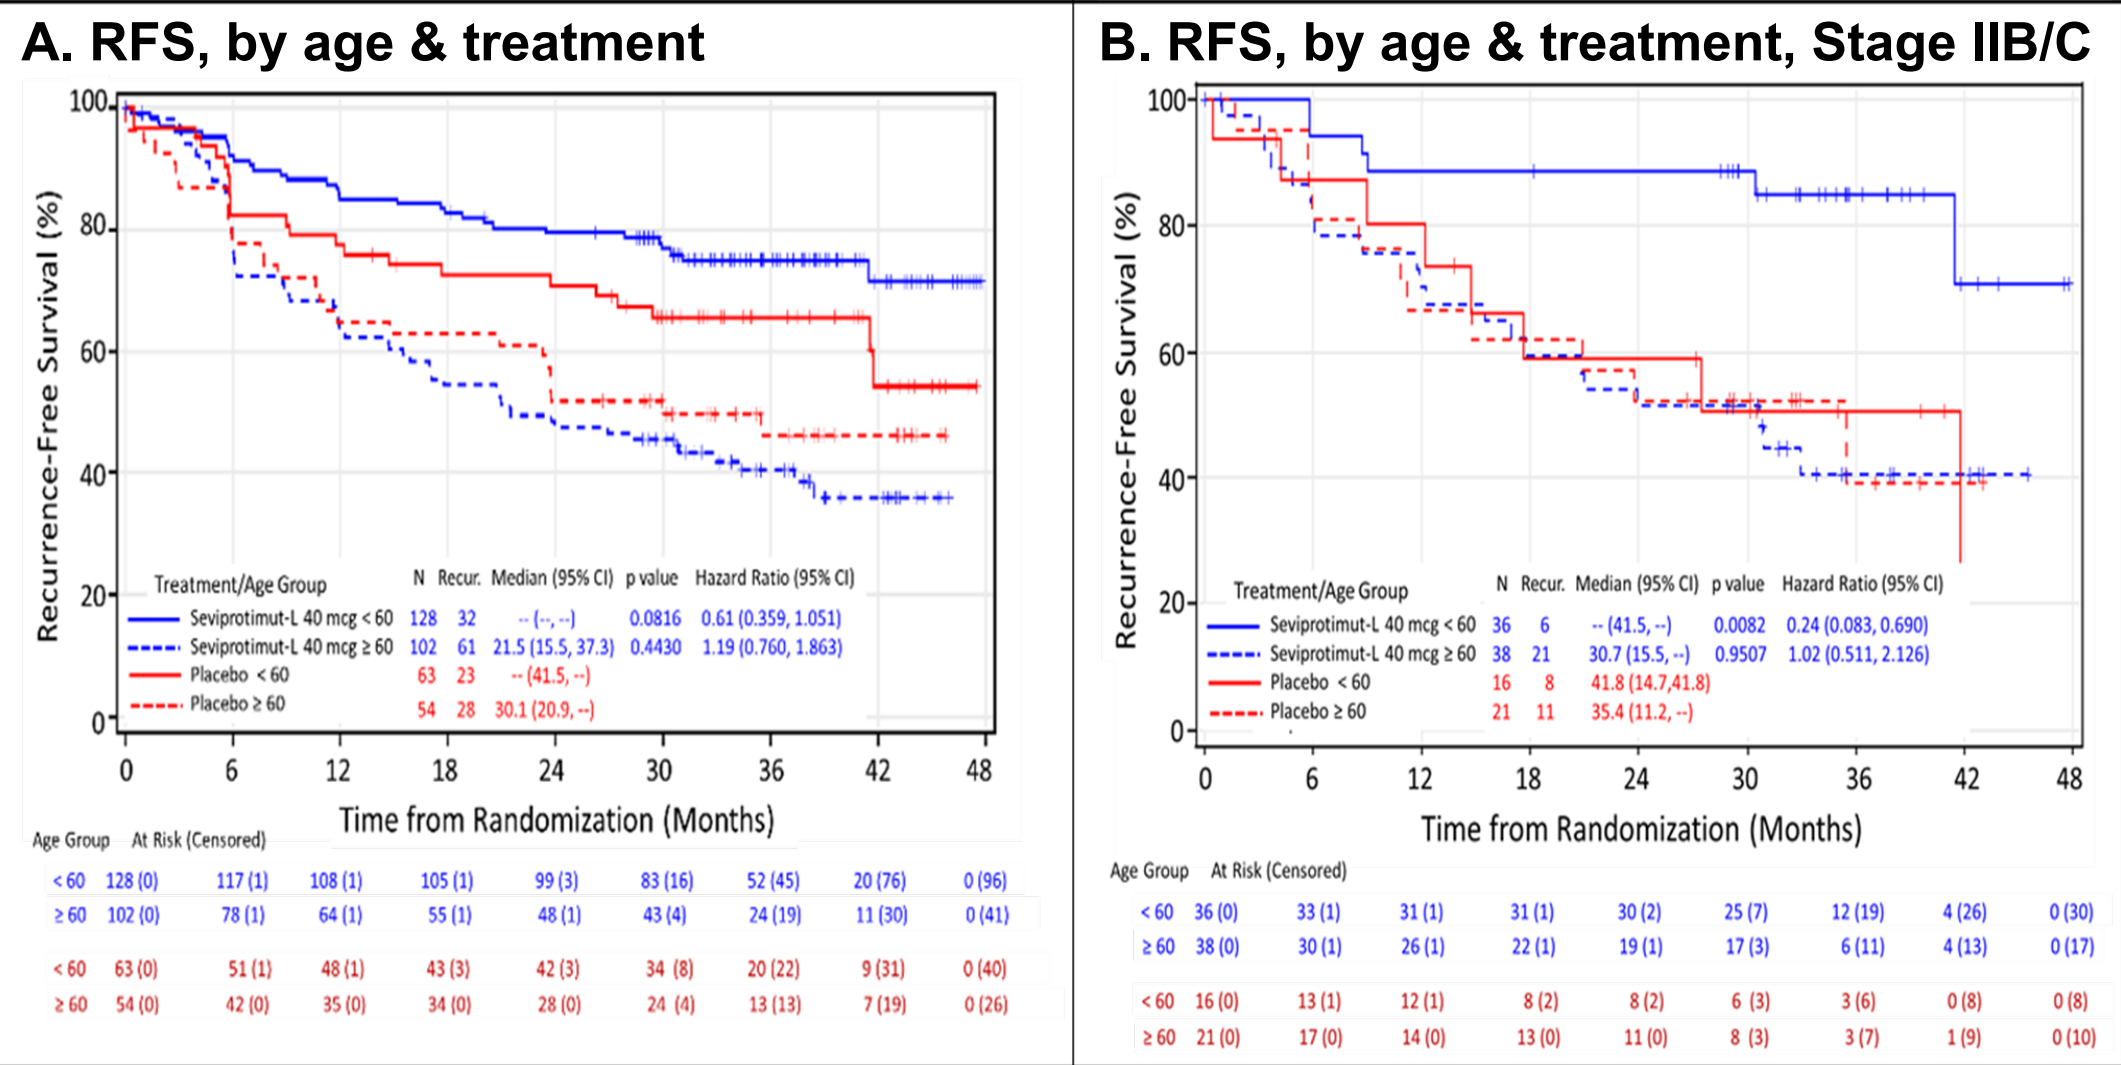 A. RFS, by age & treatment
Recurrence-Free Survival (%)
100
80
60
40
20
0
Treatment/Age Group N Recur. Median (95% CI) p value Hazard Ratio (95% CI)
Seviprotimut-L 40 mcg < 60 128 32 -- (--, --) 0.0816 0.61 (0.359, 1.051)
Seviprotimut-L 40 mcg ≥ 60 102 61 21.5 (15.5, 37.3) 0.4430 1.19 (0.760, 1.863)
Placebo < 60 63 23 -- (41.5, --)
Placebo ≥ 60 54 28 30.1 (20.9, --)
0 6 12 18 24 30 36 42 48
Time from Randomization (Months)
Age Group At Risk (Censored)
< 60 128 (0) 117 (1) 108 (1) 105 (1) 99 (3) 83 (16) 52 (45) 20 (76) 0 (96)
≥ 60 102 (0) 78 (1) 64 (1) 55 (1) 48 (1) 43 (4) 24 (19) 11 (30) 0 (41)
< 60 63 (0) 51 (1) 48 (1) 43 (3) 42 (3) 34 (8) 20 (22) 9 (31) 0 (40)
≥ 60 54 (0) 42 (0) 35 (0) 34 (0) 28 (0) 24 (4) 13 (13) 7 (19) 0 (26)
B. RFS, by age & treatment, Stage IIB/C
Recurrence-Free Survival (%)
100
80
60
40
20
0
Treatment/Age Group N Recur. Median (95% CI) p value Hazard Ratio (95% CI)
Seviprotimut-L 40 mcg < 60 36 6 -- (41.5, --) 0.0082 0.24 (0.083, 0.690)
Seviprotimut-L 40 mcg ≥ 60 38 21 30.7 (15.5, --) 0.9507 1.02 (0.511, 2.126)
Placebo < 60 16 8 41.8 (14.7,41.8)
Placebo ≥ 60 21 11 35.4 (11.2, --)
0 6 12 18 24 30 36 42 48
Time from Randomization (Months)
Age Group At Risk (Censored)
< 60 36 (0) 33 (1) 31 (1) 31 (1) 30 (2) 25 (7) 12 (19) 4 (26) 0 (30)
≥ 60 38 (0) 30 (1) 26 (1) 22 (1) 19 (1) 17 (3) 6 (11) 4 (13) 0 (17)
< 60 16 (0) 13 (1) 12 (1) 8 (2) 8 (2) 6 (3) 3 (6) 0 (8) 0 (8)
≥ 60 21 (0) 17 (0) 14 (0) 13 (0) 11 (0) 8 (3) 3 (7) 1 (9) 0 (10)